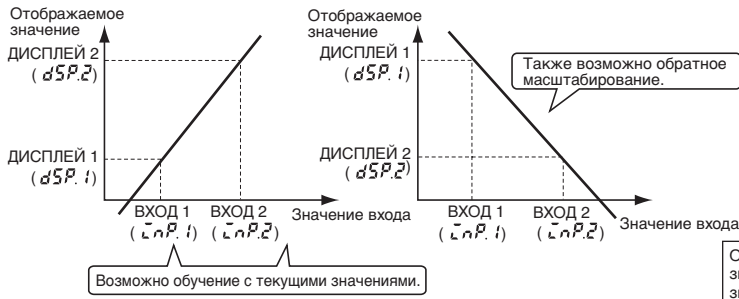 Отображаемое
значение
ДИСПЛЕЙ 2
( dSP.2)
ДИСПЛЕЙ 1
( dSP. 1)
ВХОД 1
( InP. 1)
ВХОД 2
( InP.2)
Значение входа
Возможно обучение с текущими значениями.
Отображаемое
значение
ДИСПЛЕЙ 1
( dSP. 1)
ДИСПЛЕЙ 2
( dSP.2)
ВХОД 1
( InP. 1)
ВХОД 2
( InP.2)
Значение входа
Также возможно обратное
масштабирование.